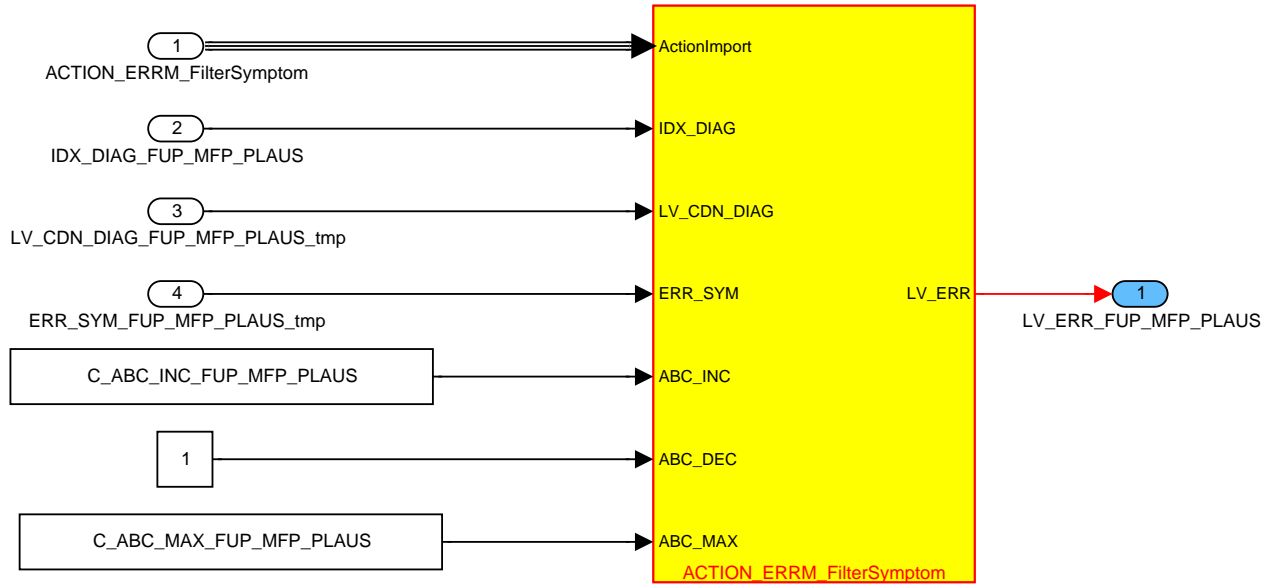 1
ActionImport
ACTION_ERRM_FilterSymptom
2
IDX_DIAG
IDX_DIAG_FUP_MFP_PLAUS
3
LV_CDN_DIAG
LV_CDN_DIAG_FUP_MFP_PLAUS_tmp
4
ERR_SYM
LV_ERR
1
ERR_SYM_FUP_MFP_PLAUS_tmp
LV_ERR_FUP_MFP_PLAUS
C_ABC_INC_FUP_MFP_PLAUS
ABC_INC
1
ABC_DEC
C_ABC_MAX_FUP_MFP_PLAUS
ABC_MAX
ACTION_ERRM_FilterSymptom